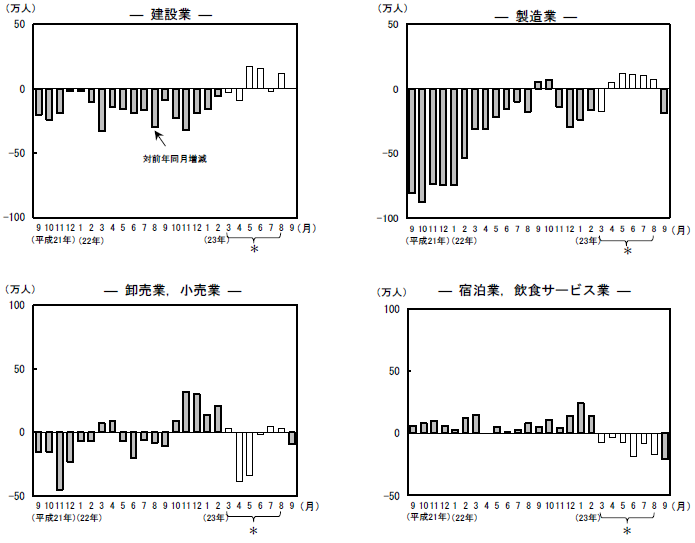 (万人)
― 建設業 ―
50
0
-50
-100
対前年同月増減
9 10 11 12 1 2 3 4 5 6 7 8 9 10 11 12 1 2 3 4 5 6 7 8 9 (月)
(平成21年) (22年) (23年)
*
(万人)
― 製造業 ―
50
0
-50
-100
9 10 11 12 1 2 3 4 5 6 7 8 9 10 11 12 1 2 3 4 5 6 7 8 9 (月)
(平成21年) (22年) (23年)
*
(万人)
― 卸売業，小売業 ―
100
50
0
-50
9 10 11 12 1 2 3 4 5 6 7 8 9 10 11 12 1 2 3 4 5 6 7 8 9 (月)
(平成21年) (22年) (23年)
*
(万人)
― 宿泊業，飲食サービス業 ―
100
50
0
-50
9 10 11 12 1 2 3 4 5 6 7 8 9 10 11 12 1 2 3 4 5 6 7 8 9 (月)
(平成21年) (22年) (23年)
*